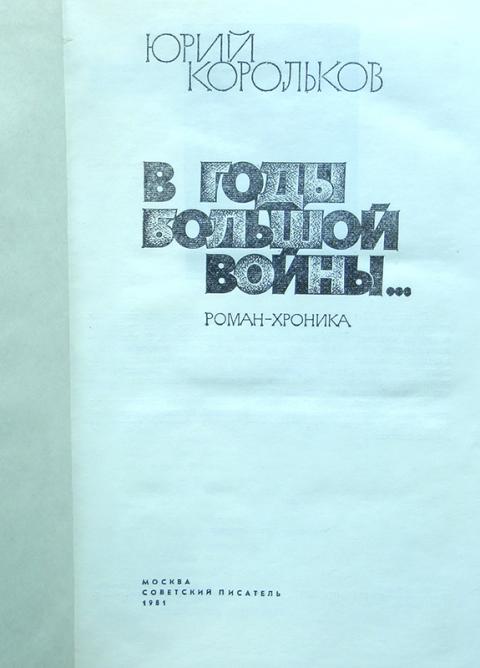 ЮРИЙ
КОРОЛЬКОВ
В ГОДЫ
БОЛЬШОЙ
ВОЙНЫ...
РОМАН-ХРОНИКА
МОСКВА
СОВЕТСКИЙ ПИСАТЕЛЬ
1981